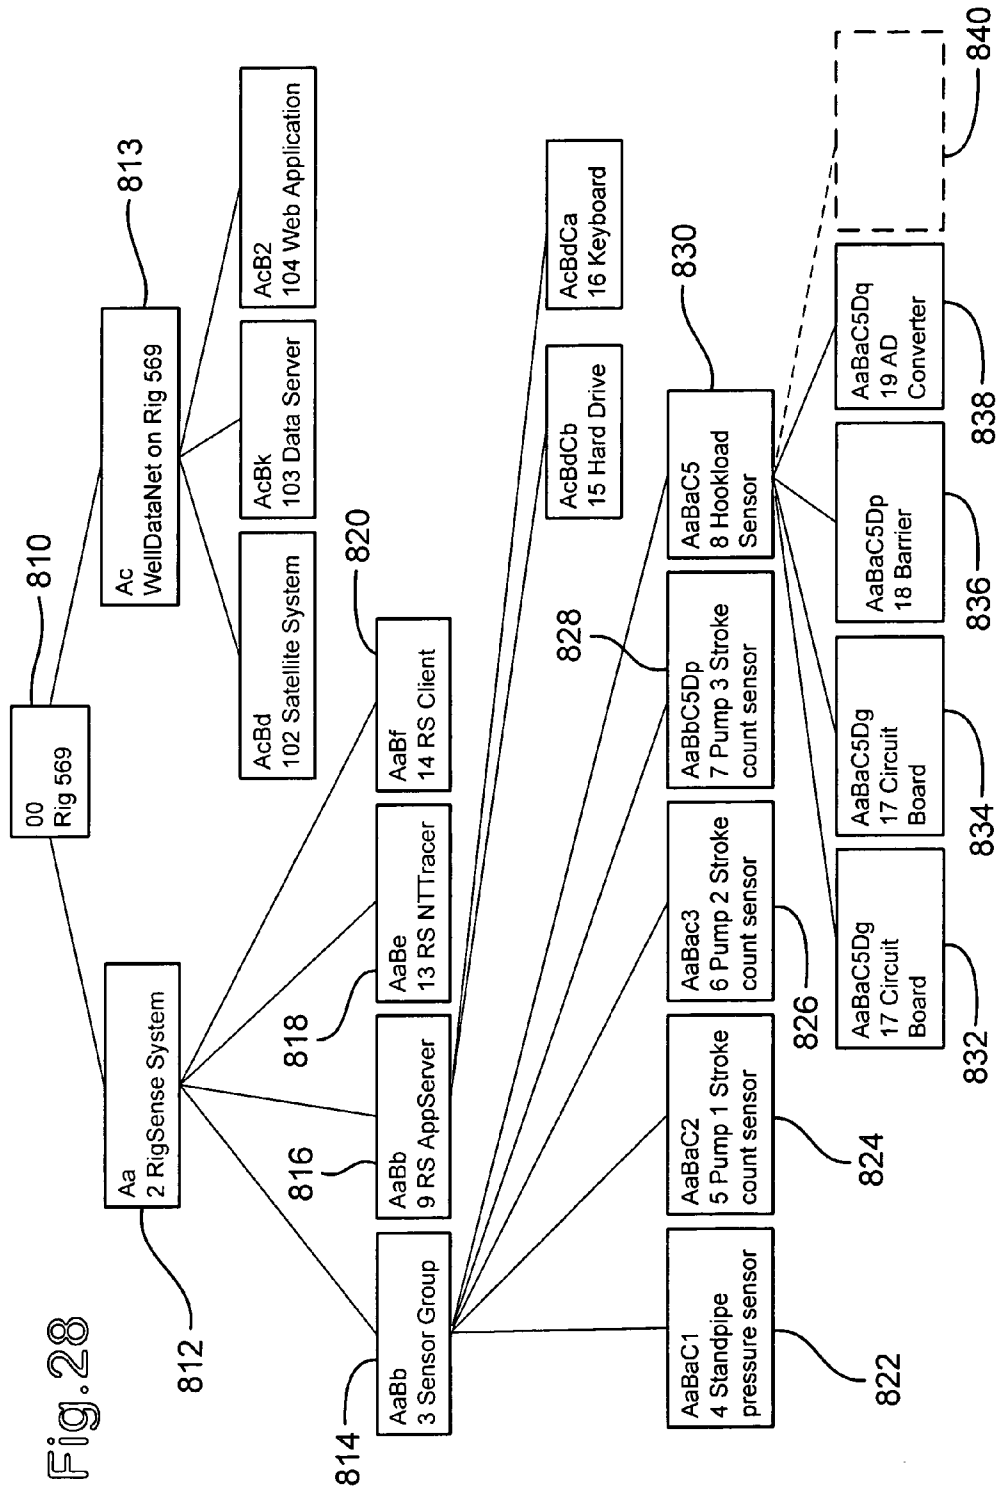 Fig.28
810
00
Rig 569
812
Aa
2 RigSense System
813
Ac
WellDataNet on Rig 569
AcBd
102 Satellite System
AcBk
103 Data Server
AcB2
104 Web Application
814
AaBb
3 Sensor Group
816
AaBb
9 RS AppServer
818
AaBe
13 RS NTTracer
820
AaBf
14 RS Client
AcBdCb
15 Hard Drive
AcBdCa
16 Keyboard
AaBaC1
4 Standpipe
pressure sensor
822
AaBaC2
5 Pump 1 Stroke
count sensor
824
AaBac3
6 Pump 2 Stroke
count sensor
826
828
AaBbC5Dp
7 Pump 3 Stroke
count sensor
830
AaBaC5
8 Hookload
Sensor
AaBaC5Dg
17 Circuit
Board
832
AaBaC5Dg
17 Circuit
Board
834
AaBaC5Dp
18 Barrier
836
AaBaC5Dq
19 AD
Converter
838
840